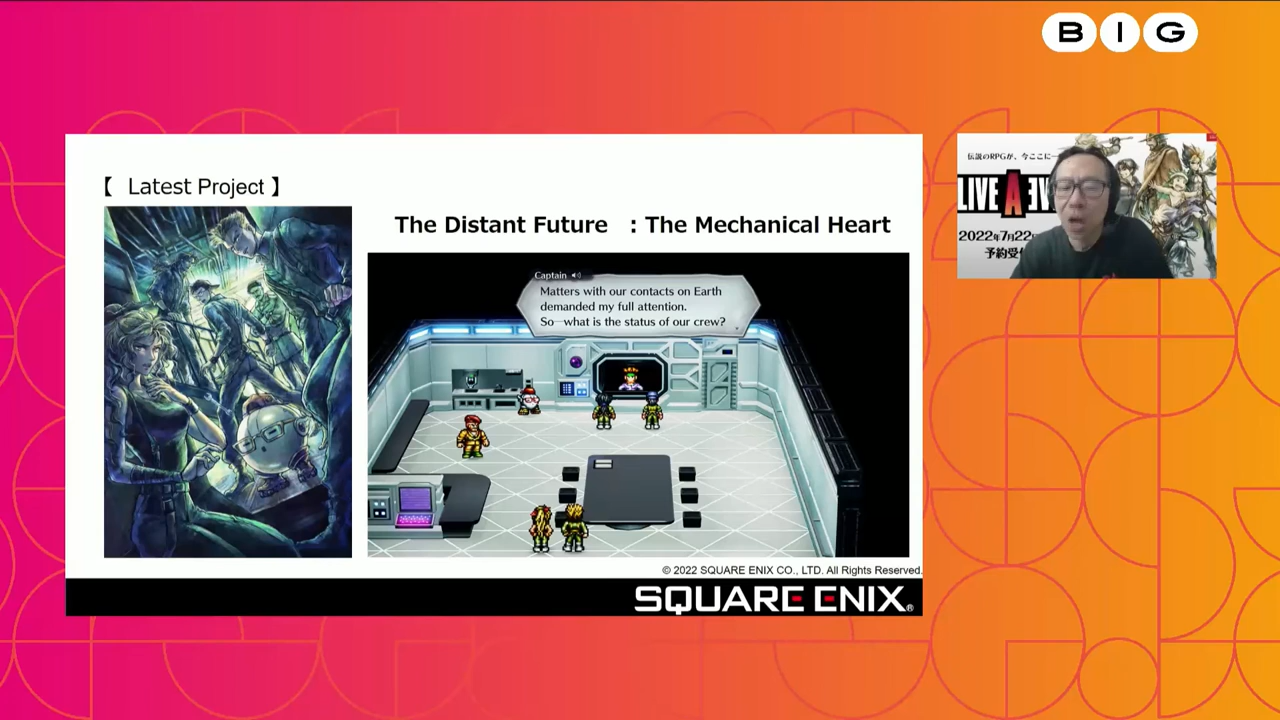 BIG
【 Latest Project 】
The Distant Future : The Mechanical Heart
Captain
Matters with our contacts on Earth
demanded my full attention.
So—what is the status of our crew?
© 2022 SQUARE ENIX CO., LTD. All Rights Reserved.
SQUARE ENIX®
伝説のRPGが、今ここに
LIVE A
2022年7月22
予約受